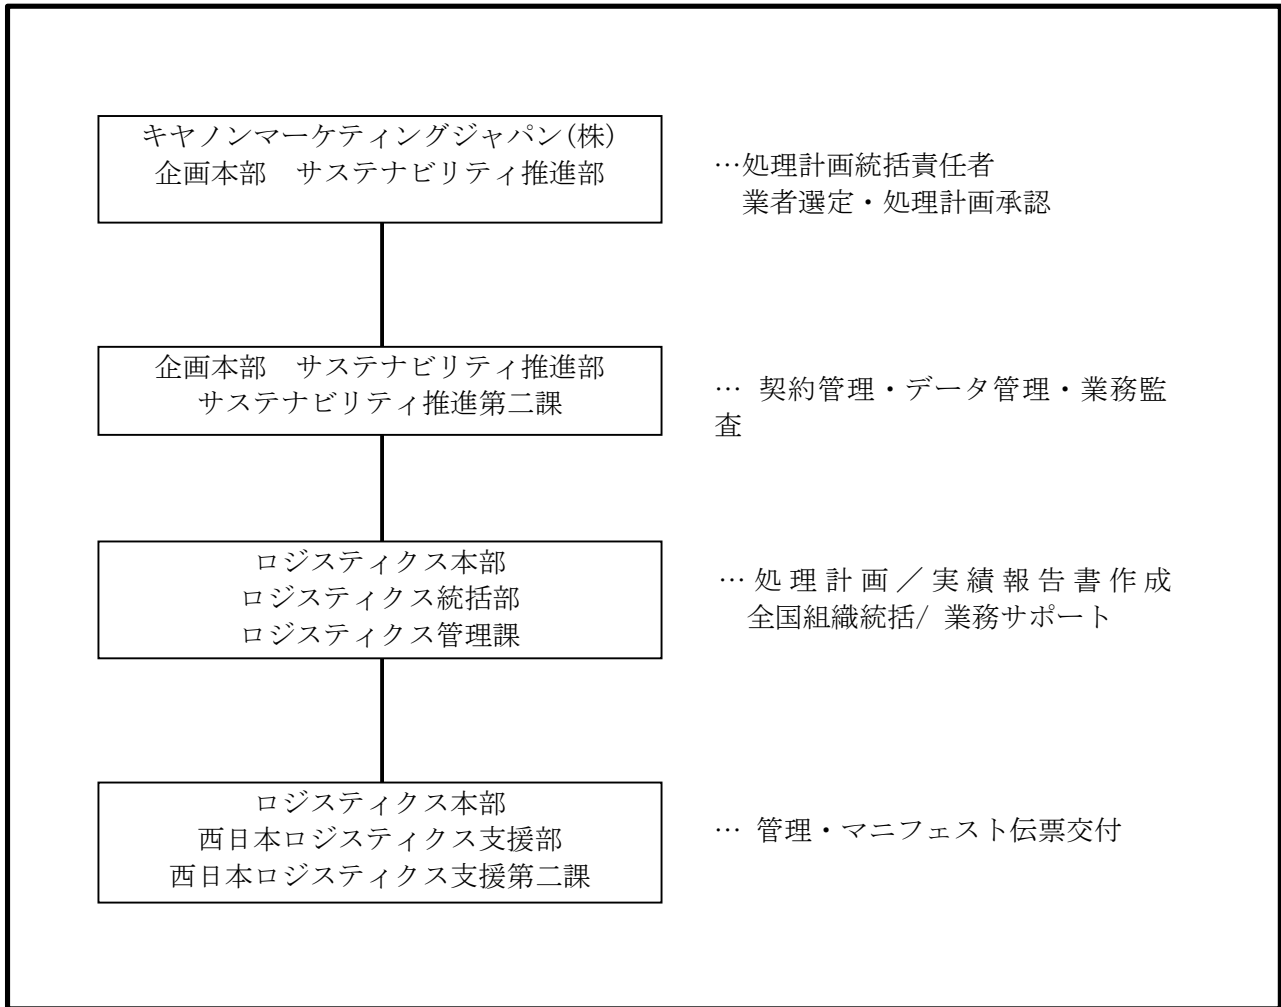 キヤノンマーケティングジャパン(株)
企画本部　サステナビリティ推進部
…処理計画統括責任者
業者選定・処理計画承認
企画本部　サステナビリティ推進部
サステナビリティ推進第二課
… 契約管理・データ管理・業務監
査
ロジスティクス本部
ロジスティクス統括部
ロジスティクス管理課
… 処理計画／実績報告書作成
全国組織統括/ 業務サポート
ロジスティクス本部
西日本ロジスティクス支援部
西日本ロジスティクス支援第二課
… 管理・マニフェスト伝票交付